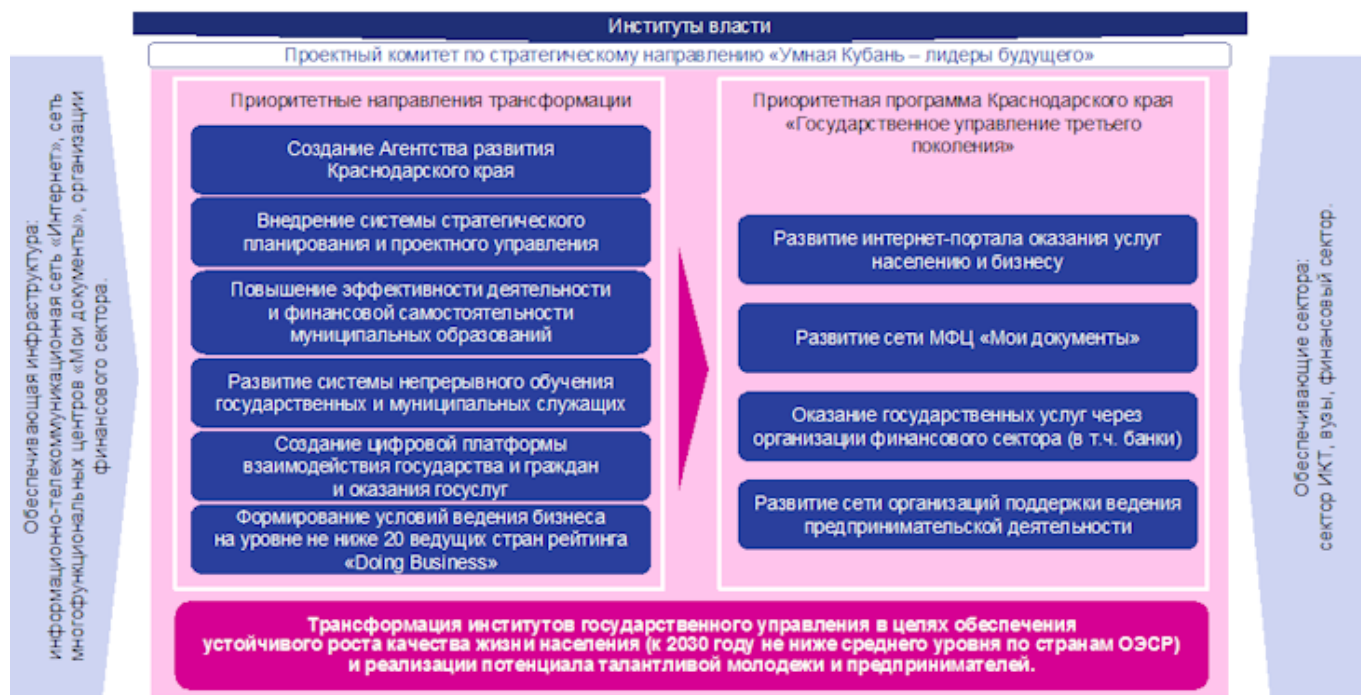 Институты власти
Проектный комитет по стратегическому направлению «Умная Кубань – лидеры будущего»
Обеспечивающая инфраструктура:
информационно-телекоммуникационная сеть «Интернет», сеть
многофункциональных центров «Мои документы», организации
финансового сектора.
Приоритетные направления трансформации
Создание Агентства развития
Краснодарского края
Внедрение системы стратегического
планирования и проектного управления
Повышение эффективности деятельности
и финансовой самостоятельности
муниципальных образований
Развитие системы непрерывного обучения
государственных и муниципальных служащих
Создание цифровой платформы
взаимодействия государства и граждан
и оказания госуслуг
Формирование условий ведения бизнеса
на уровне не ниже 20 ведущих стран рейтинга
«Doing Business»
Приоритетная программа Краснодарского края
«Государственное управление третьего
поколения»
Развитие интернет-портала оказания услуг
населению и бизнесу
Развитие сети МФЦ «Мои документы»
Оказание государственных услуг через
организации финансового сектора (в т.ч. банки)
Развитие сети организаций поддержки ведения
предпринимательской деятельности
Обеспечивающие сектора:
сектор ИКТ, вузы, финансовый сектор.
Трансформация институтов государственного управления в целях обеспечения
устойчивого роста качества жизни населения (к 2030 году не ниже среднего уровня по странам ОЭСР)
и реализации потенциала талантливой молодежи и предпринимателей.